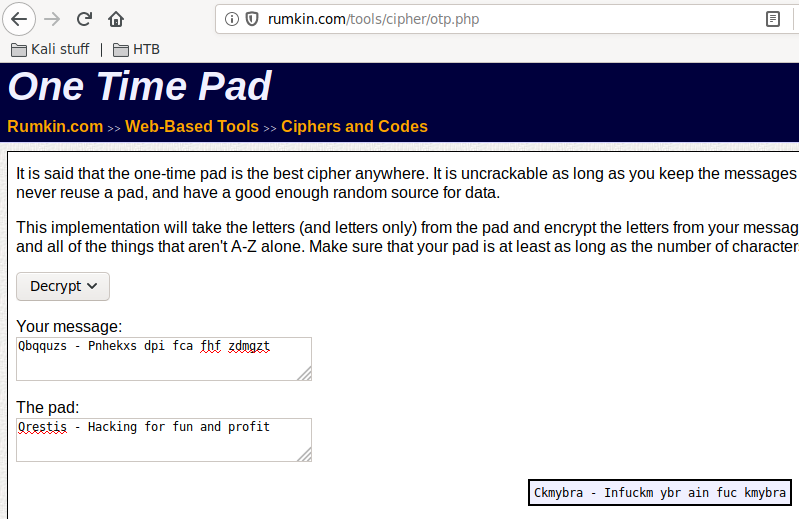 rumkin.com/tools/cipher/otp.php
Kali stuff | HTB
One Time Pad
Rumkin.com >> Web-Based Tools >> Ciphers and Codes
It is said that the one-time pad is the best cipher anywhere. It is uncrackable as long as you keep the messages
never reuse a pad, and have a good enough random source for data.
This implementation will take the letters (and letters only) from the pad and encrypt the letters from your messag
and all of the things that aren't A-Z alone. Make sure that your pad is at least as long as the number of characters
Decrypt
Your message:
Qbqquzs - Pnhekxs dpi fca fhf zdmgzt
The pad:
Orestis - Hacking for fun and profit
Ckmybra - Infuckm ybr ain fuc kmybra